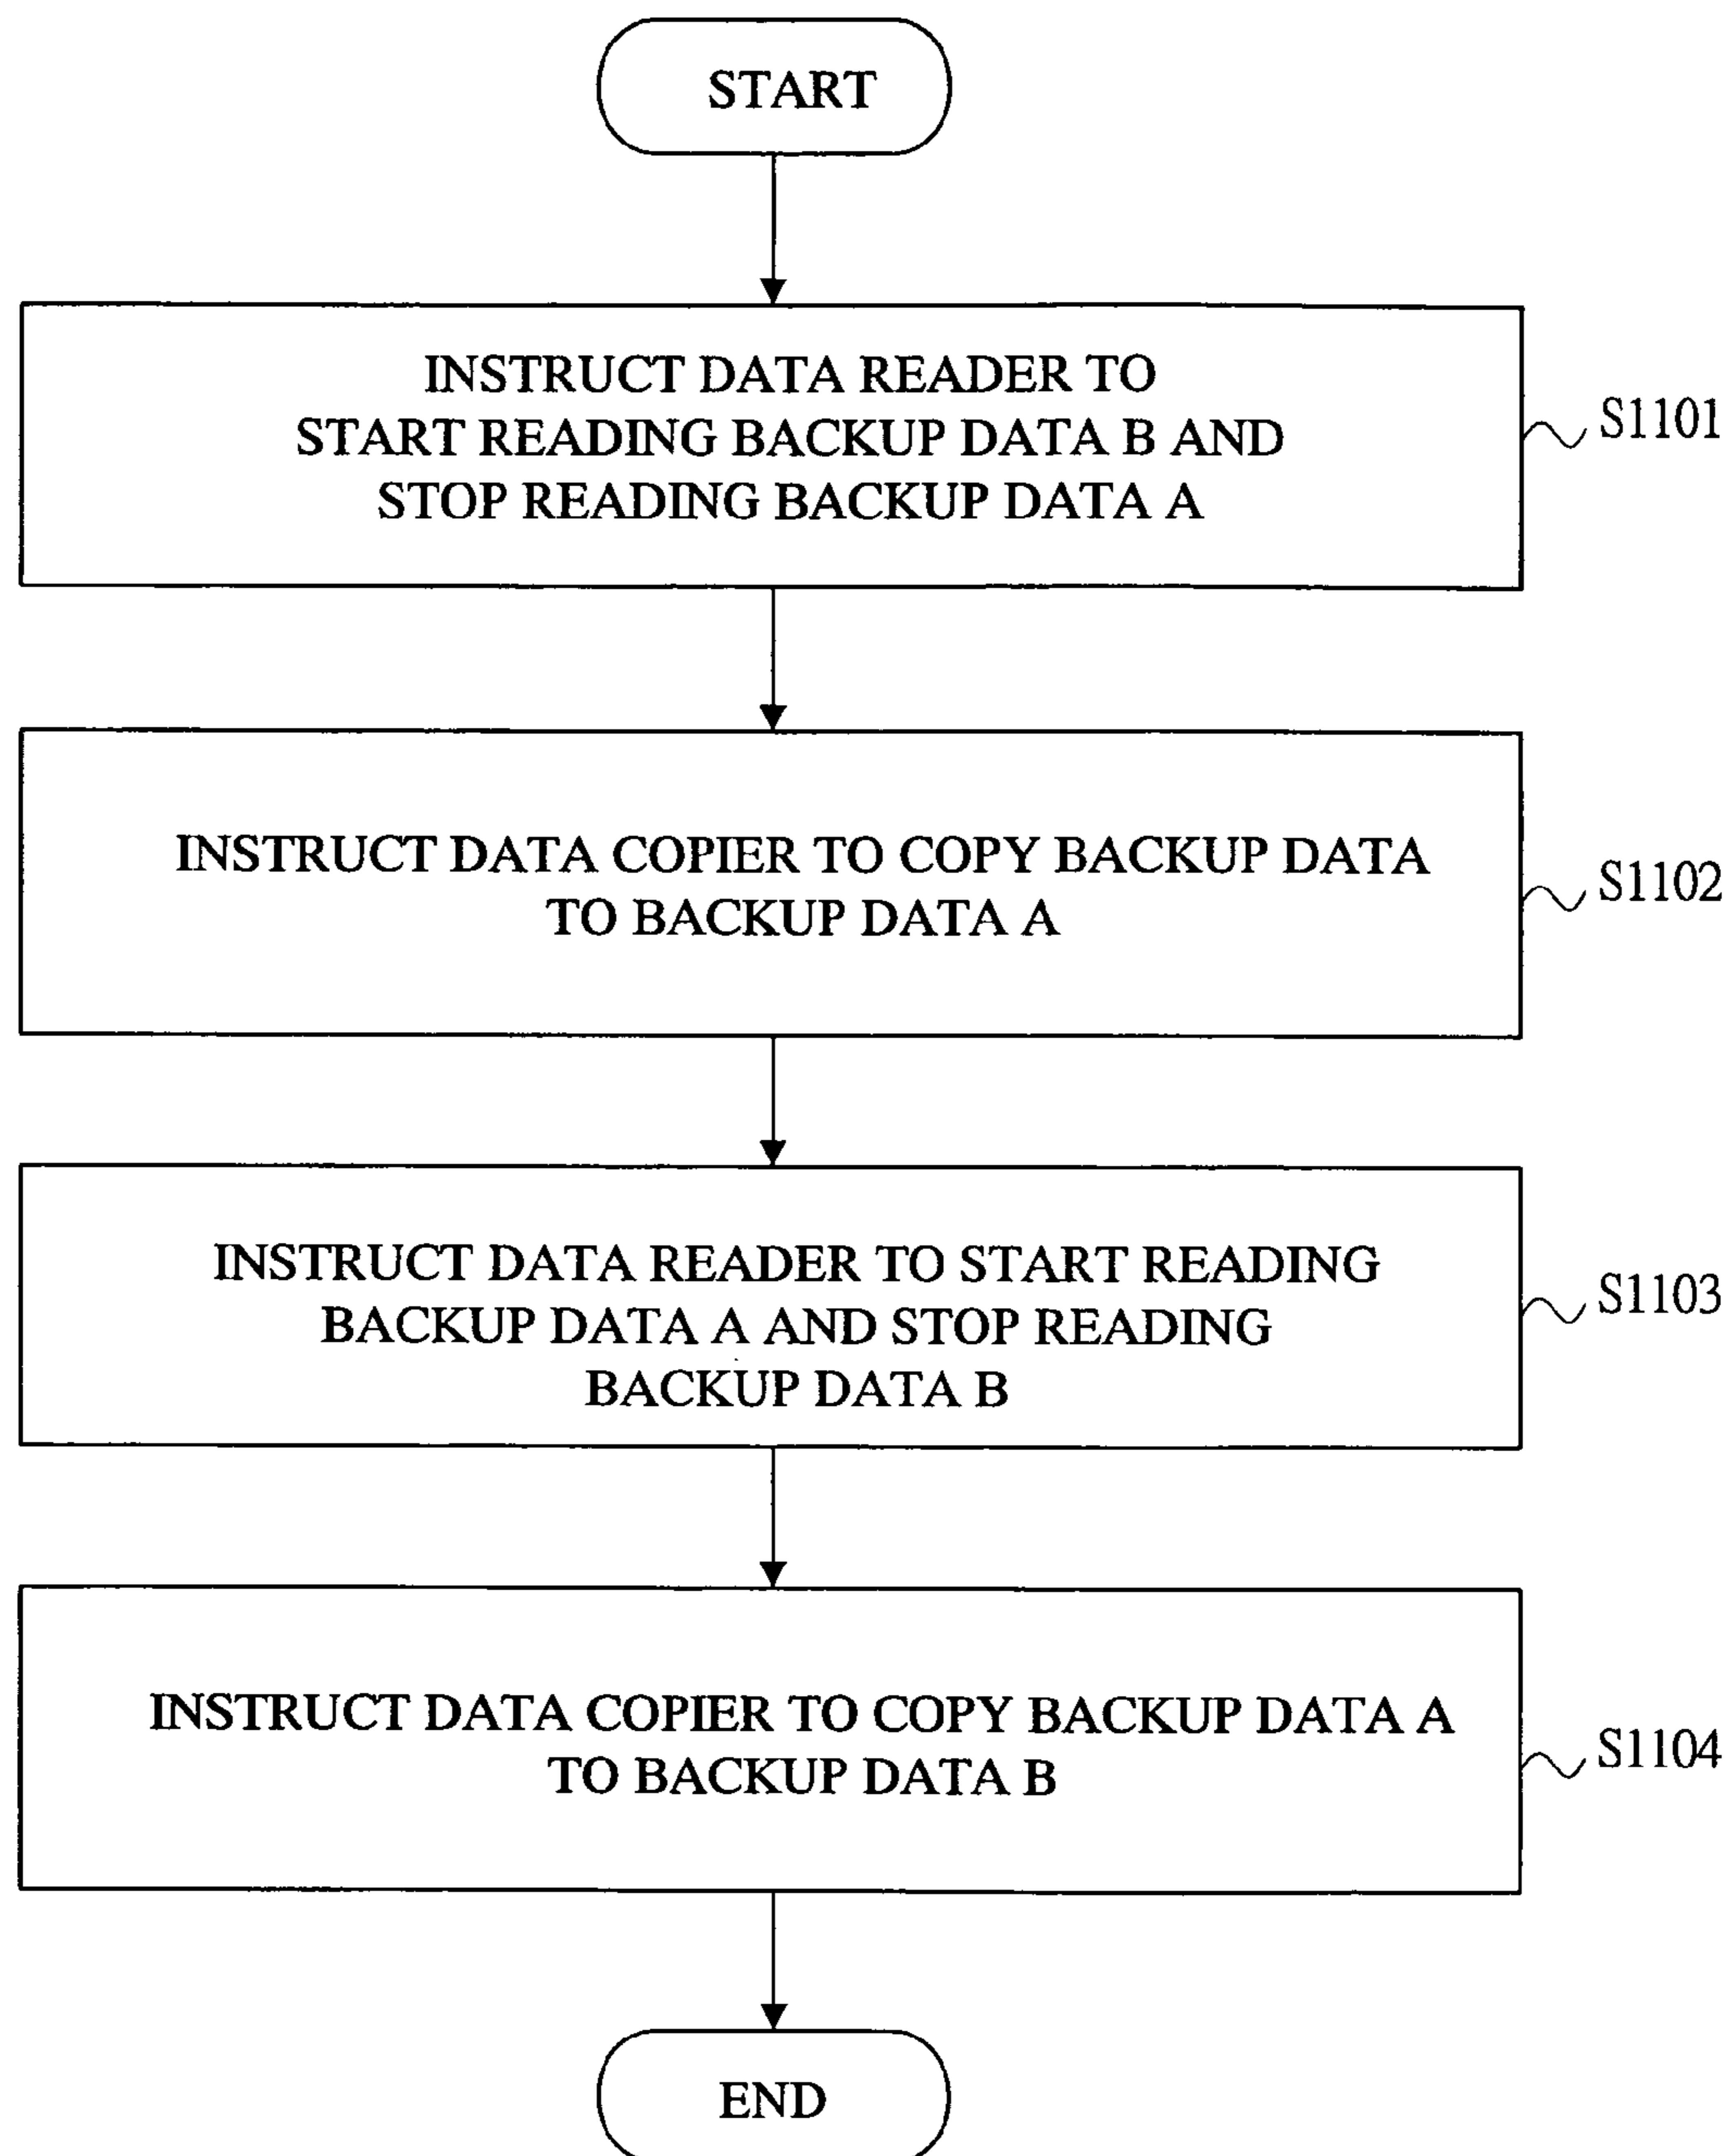 START
INSTRUCT DATA READER TO
START READING BACKUP DATA B AND
STOP READING BACKUP DATA A
S1101
INSTRUCT DATA COPIER TO COPY BACKUP DATA
TO BACKUP DATA A
S1102
INSTRUCT DATA READER TO START READING
BACKUP DATA A AND STOP READING
BACKUP DATA B
S1103
INSTRUCT DATA COPIER TO COPY BACKUP DATA A
TO BACKUP DATA B
S1104
END